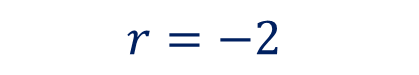 r = −2